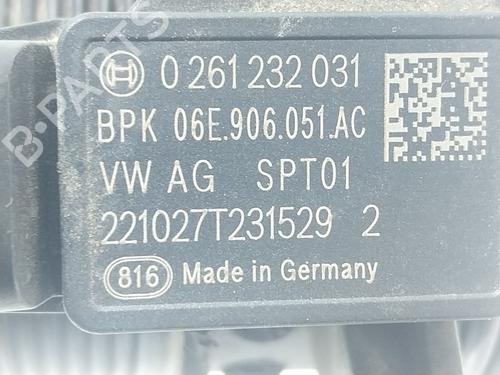 0 261 232 031
BPK 06E.906.051.AC
VW AG SPT01
221027T231529 2
816 Made in Germany
B-PARTS